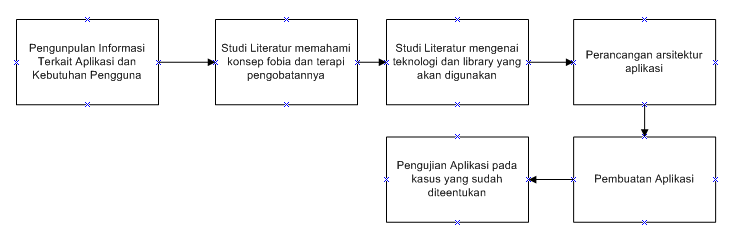 Pengunpulan Informasi
Terkait Aplikasi dan
Kebutuhan Pengguna
Studi Literatur memahami
konsep fobia dan terapi
pengobatannya
Studi Literatur mengenai
teknologi dan library yang
akan digunakan
Perancangan arsitektur
aplikasi
Pembuatan Aplikasi
Pengujian Aplikasi pada
kasus yang sudah
diteentukan